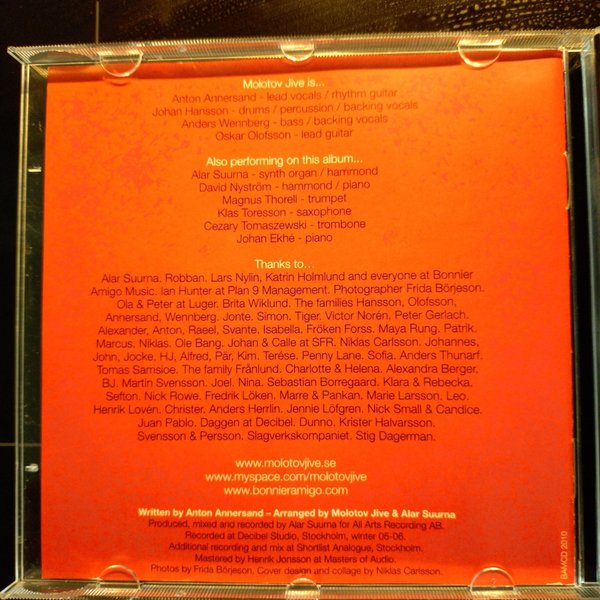 Molotov Jive is...
Anton Annersand - lead vocals / rhythm guitar
Johan Hansson - drums / percussion / backing vocals
Anders Wennberg - bass / backing vocals
Oskar Olofsson - lead guitar
Also performing on this album...
Alar Suurna - synth organ / hammond
David Nyström - hammond / piano
Magnus Thorell - trumpet
Klas Toresson - saxophone
Cezary Tomaszewski - trombone
Johan Ekhé - piano
Thanks to...
Alar Suurna. Robban. Lars Nylin, Katrin Holmlund and everyone at Bonnier
Amigo Music. Ian Hunter at Plan 9 Management. Photographer Frida Börjeson.
Ola & Peter at Luger. Brita Wiklund. The families Hansson, Olofsson,
Annersand, Wennberg. Jonte. Simon. Tiger. Victor Norén. Peter Gerlach.
Alexander, Anton, Raeel, Svante. Isabella. Fröken Forss. Maya Rung. Patrik.
Marcus. Niklas. Ole Bang. Johan & Calle at SFR. Niklas Carlsson. Johannes,
John, Jocke, HJ, Alfred, Pär, Kim. Terése. Penny Lane. Sofia. Anders Thunarf.
Tomas Samsioe. The family Frånlund. Charlotte & Helena. Alexandra Berger.
BJ. Martin Svensson. Joel. Nina. Sebastian Borregaard. Klara & Rebecka.
Sefton. Nick Rowe. Fredrik Löken. Marre & Pankan. Marie Larsson. Leo.
Henrik Lovén. Christer. Anders Herrlin. Jennie Löfgren. Nick Small & Candice.
Juan Pablo. Daggen at Decibel. Dunno. Krister Halvarsson.
Svensson & Persson. Slagverkskompaniet. Stig Dagerman.
www.molotovjive.se
www.myspace.com/molotovjive
www.bonnieramigo.com
Written by Anton Annersand – Arranged by Molotov Jive & Alar Suurna
Produced, mixed and recorded by Alar Suurna for All Arts Recording AB.
Recorded at Decibel Studio, Stockholm, winter 05-06.
Additional recording and mix at Shortlist Analogue, Stockholm.
Mastered by Henrik Jonsson at Masters of Audio.
Photos by Frida Börjeson. Cover design and collage by Niklas Carlsson.
BAMCD 2010